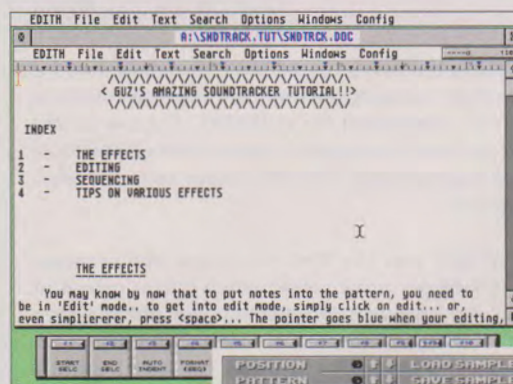 EDITH File Edit Text Search Options Windows Config
A:\SNDTRACK.TUT\SNDTRCK.DOC
EDITH File Edit Text Search Options Windows Config
/\/\/\/\/\/\/\/\/\/\/\/\/\/\/\/\
< GUZ'S AMAZING SOUNDTRACKER TUTORIAL!!>
\/\/\/\/\/\/\/\/\/\/\/\/\/\/\/\/
INDEX
1 - THE EFFECTS
2 - EDITING
3 - SEQUENCING
4 - TIPS ON VARIOUS EFFECTS
THE EFFECTS
You may know by now that to put notes into the pattern, you need to
be in 'Edit' mode.. to get into edit mode, simply click on edit... or,
even simpliererer, press <space>... The pointer goes blue when your editing,
START SELC END SELC AUTO INDENT FORMAT
POSITION LOAD SAMPLE
PATTERN SAVE SAMPLE